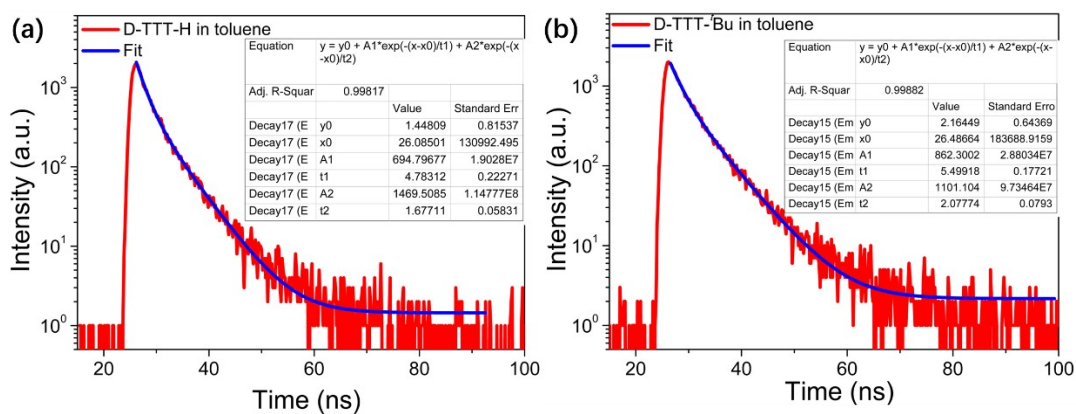 (a)
D-TTT-H in toluene
Fit
Equation y = y0 + A1*exp(-(x-x0)/t1) + A2*exp(-(x
-x0)/t2)
Adj. R-Squar 0.99817
Value Standard Err
Decay17 (E y0 1.44809 0.81537
Decay17 (E x0 26.08501 130992.495
Decay17 (E A1 694.79677 1.9028E7
Decay17 (E t1 4.78312 0.22271
Decay17 (E A2 1469.5085 1.14777E8
Decay17 (E t2 1.67711 0.05831
10³
10²
10¹
10⁰
Intensity (a.u.)
20 40 60 80 100
Time (ns)
(b)
D-TTT-ᵗBu in toluene
Fit
Equation y = y0 + A1*exp(-(x-x0)/t1) + A2*exp(-(x-
x0)/t2)
Adj. R-Squar 0.99882
Value Standard Erro
Decay15 (Em y0 2.16449 0.64369
Decay15 (Em x0 26.48664 183688.9159
Decay15 (Em A1 862.3002 2.88034E7
Decay15 (Em t1 5.49918 0.17721
Decay15 (Em A2 1101.104 9.73464E7
Decay15 (Em t2 2.07774 0.0793
10³
10²
10¹
10⁰
Intensity (a.u.)
20 40 60 80 100
Time (ns)